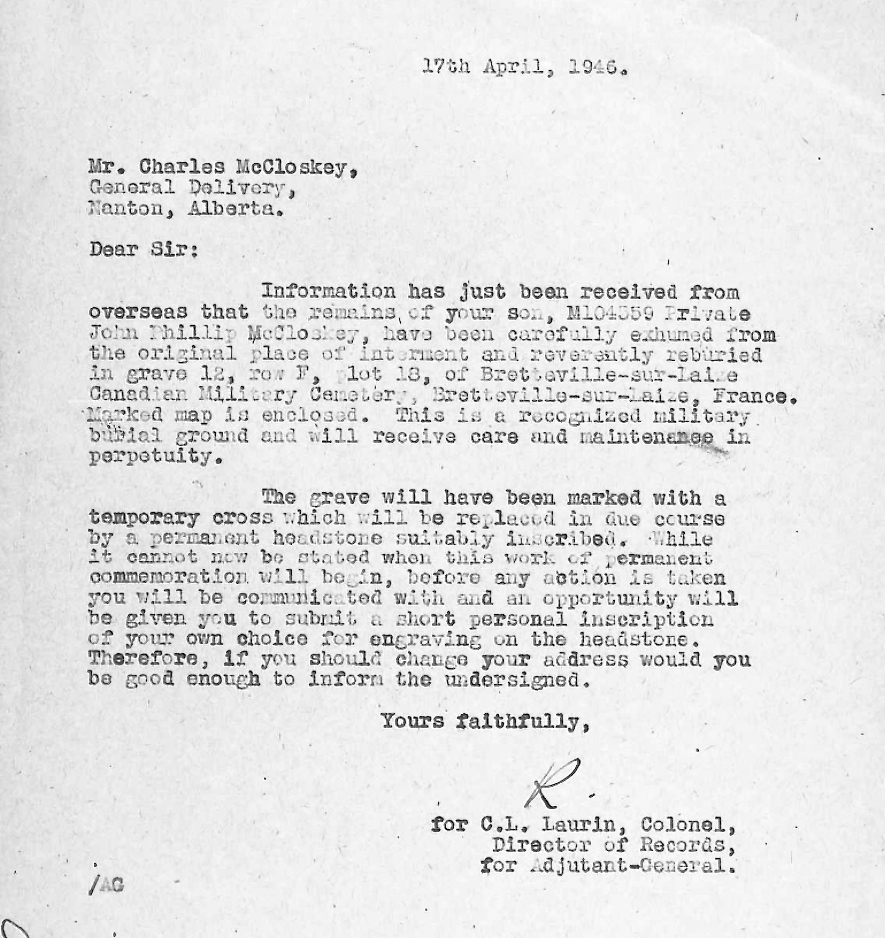 17th April, 1946.
Mr. Charles McCloskey,
General Delivery,
Nanton, Alberta.
Dear Sir:
Information has just been received from
overseas that the remains of your son, M104559 Private
John Phillip McCloskey, have been carefully exhumed from
the original place of interment and reverently reburied
in grave 12, row F, plot 18, of Bretteville-sur-Laize
Canadian Military Cemetery, Bretteville-sur-Laize, France.
Marked map is enclosed. This is a recognized military
burial ground and will receive care and maintenance in
perpetuity.
The grave will have been marked with a
temporary cross which will be replaced in due course
by a permanent headstone suitably inscribed. While
it cannot now be stated when this work of permanent
commemoration will begin, before any action is taken
you will be communicated with and an opportunity will
be given you to submit a short personal inscription
of your own choice for engraving on the headstone.
Therefore, if you should change your address would you
be good enough to inform the undersigned.
Yours faithfully,
R.
for C.L. Laurin, Colonel,
Director of Records,
for Adjutant-General.
/AG